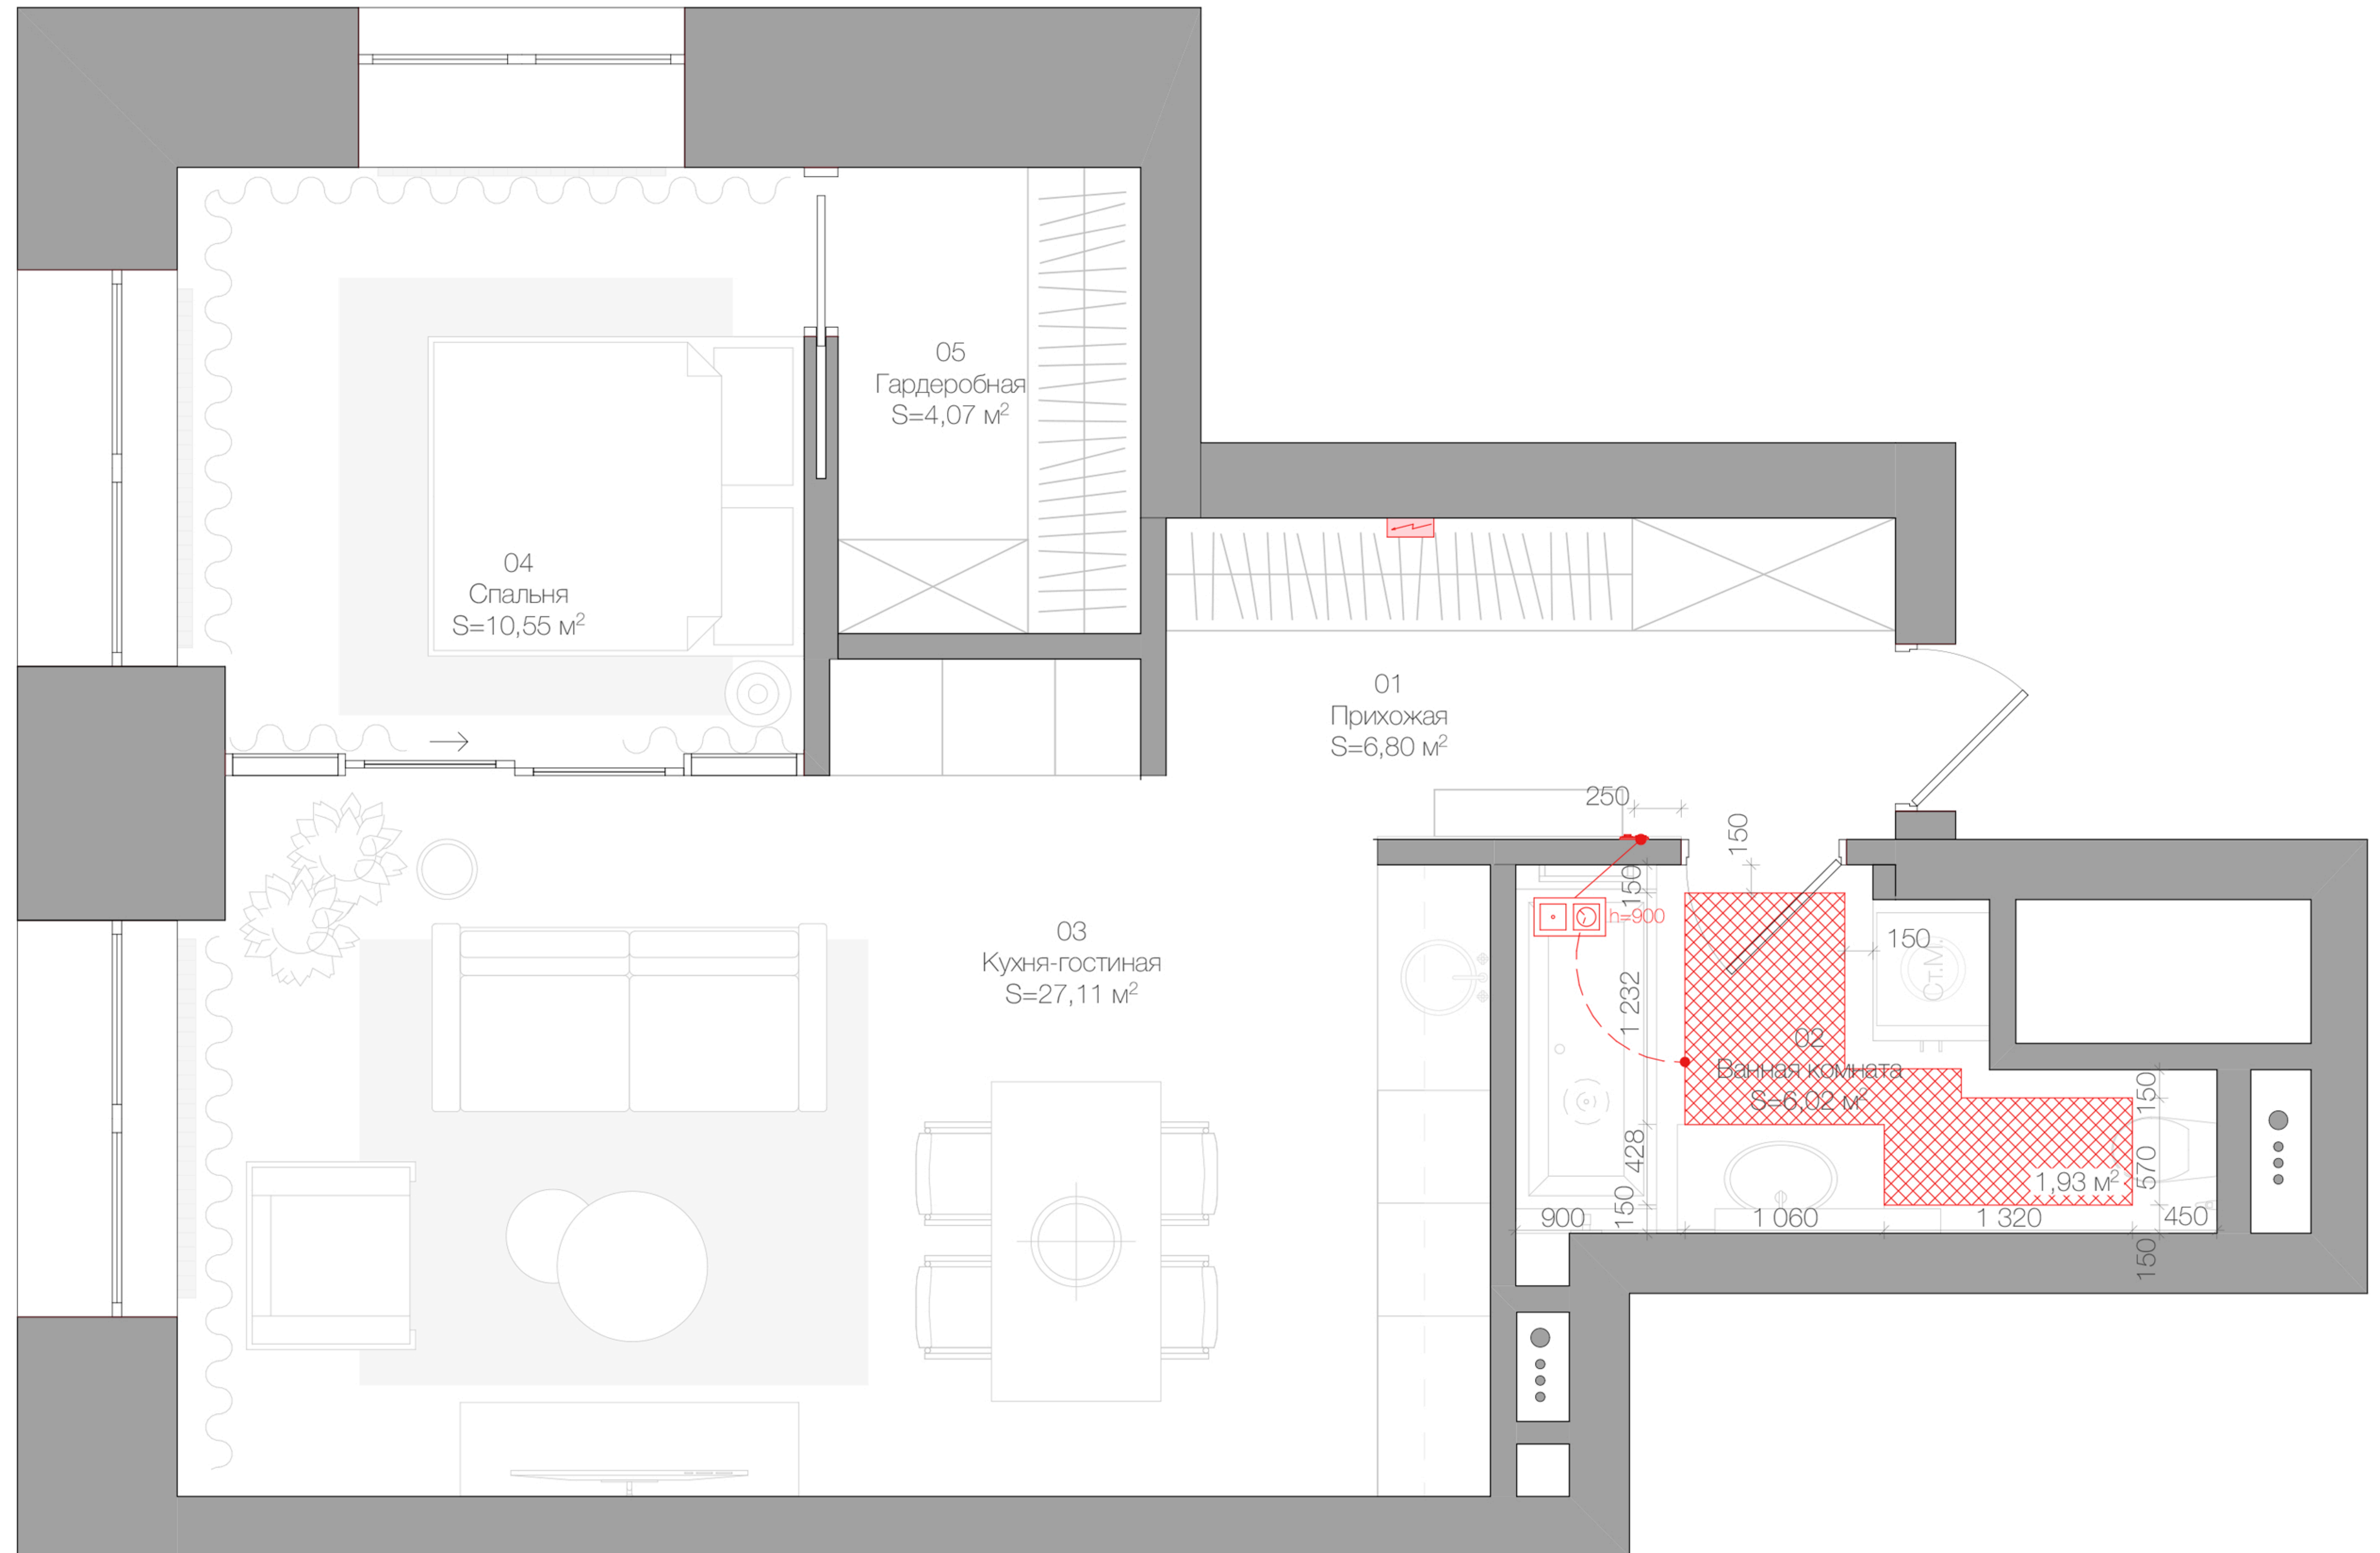 05
Гардеробная
S=4,07 м²
04
Спальня
S=10,55 м²
01
Прихожая
S=6,80 м²
250
150
150
h=900
150
03
Кухня-гостиная
S=27,11 м²
Ст.М.
1 232
02
Ванная комната
S=6,02 м²
150
428
570
1,93 м²
150
900
1 060
1 320
450
150